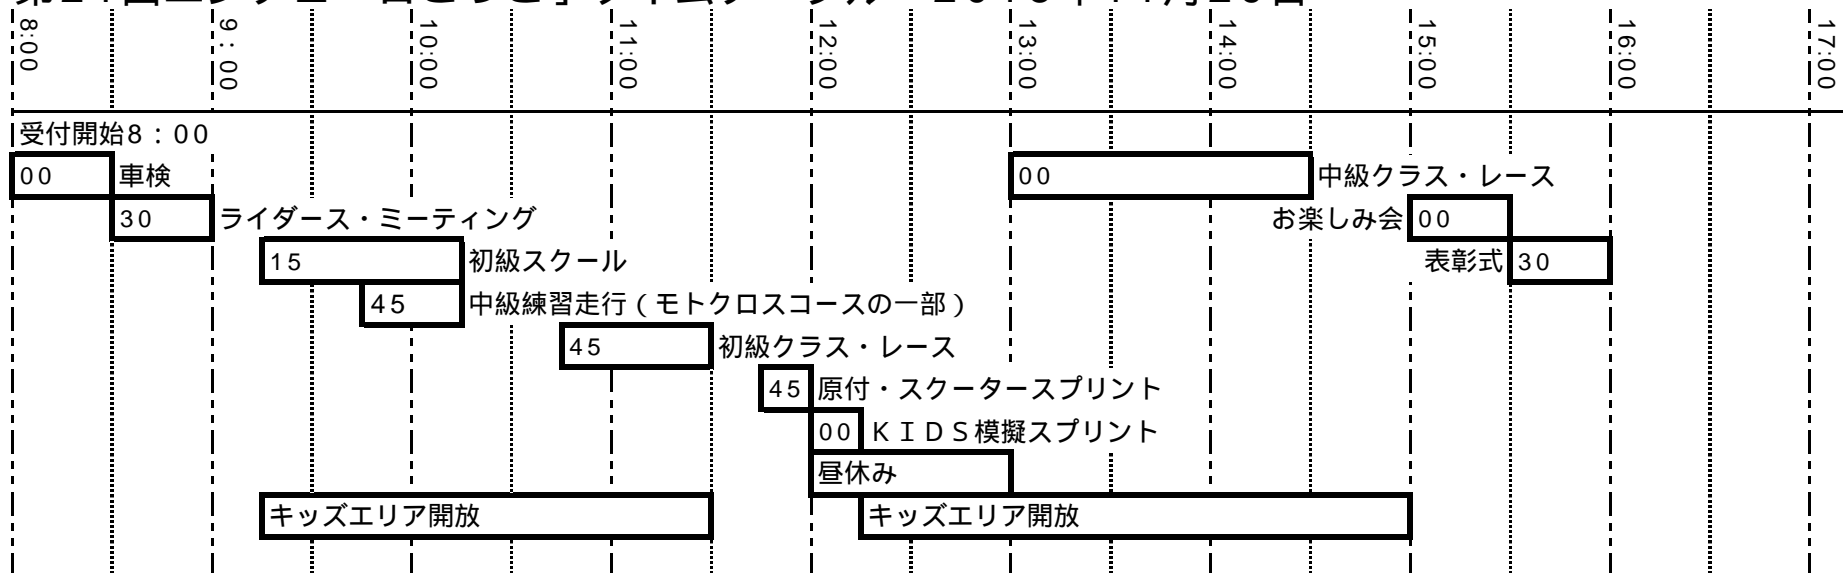 8:00 9:00 10:00 11:00 12:00 13:00 14:00 15:00 16:00 17:00
受付開始8：00
00 車検 00 中級クラス・レース
30 ライダース・ミーティング お楽しみ会 00
15 初級スクール 表彰式 30
45 中級練習走行（モトクロスコースの一部）
45 初級クラス・レース
45 原付・スクータースプリント
00 ＫＩＤＳ模擬スプリント
昼休み
キッズエリア開放 キッズエリア開放